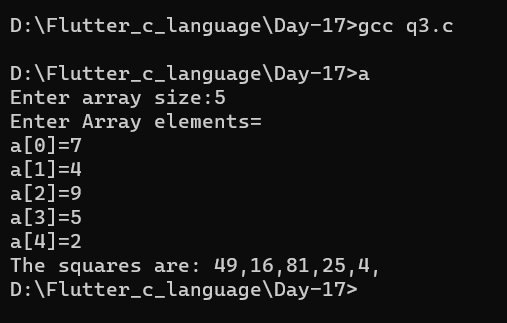 D:\Flutter_c_language\Day-17>gcc q3.c
D:\Flutter_c_language\Day-17>a
Enter array size:5
Enter Array elements=
a[0]=7
a[1]=4
a[2]=9
a[3]=5
a[4]=2
The squares are: 49,16,81,25,4,
D:\Flutter_c_language\Day-17>